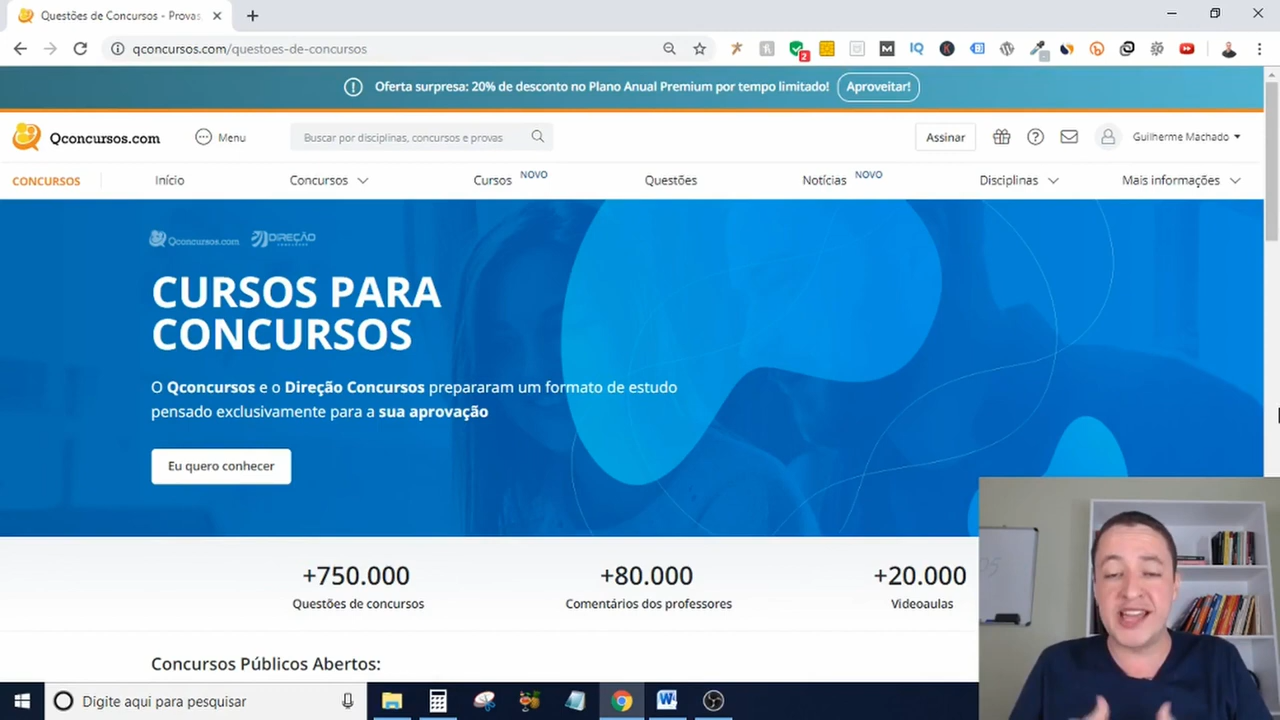 Questões de Concursos - Provas
qconcursos.com/questoes-de-concursos
Oferta surpresa: 20% de desconto no Plano Anual Premium por tempo limitado! Aproveitar!
Qconcursos.com Menu Buscar por disciplinas, concursos e provas Assinar Guilherme Machado
CONCURSOS Início Concursos Cursos NOVO Questões Notícias NOVO Disciplinas Mais informações
Qconcursos.com DIREÇÃO CONCURSOS
CURSOS PARA
CONCURSOS
O Qconcursos e o Direção Concursos prepararam um formato de estudo
pensado exclusivamente para a sua aprovação
Eu quero conhecer
+750.000 +80.000 +20.000
Questões de concursos Comentários dos professores Videoaulas
Concursos Públicos Abertos:
Digite aqui para pesquisar